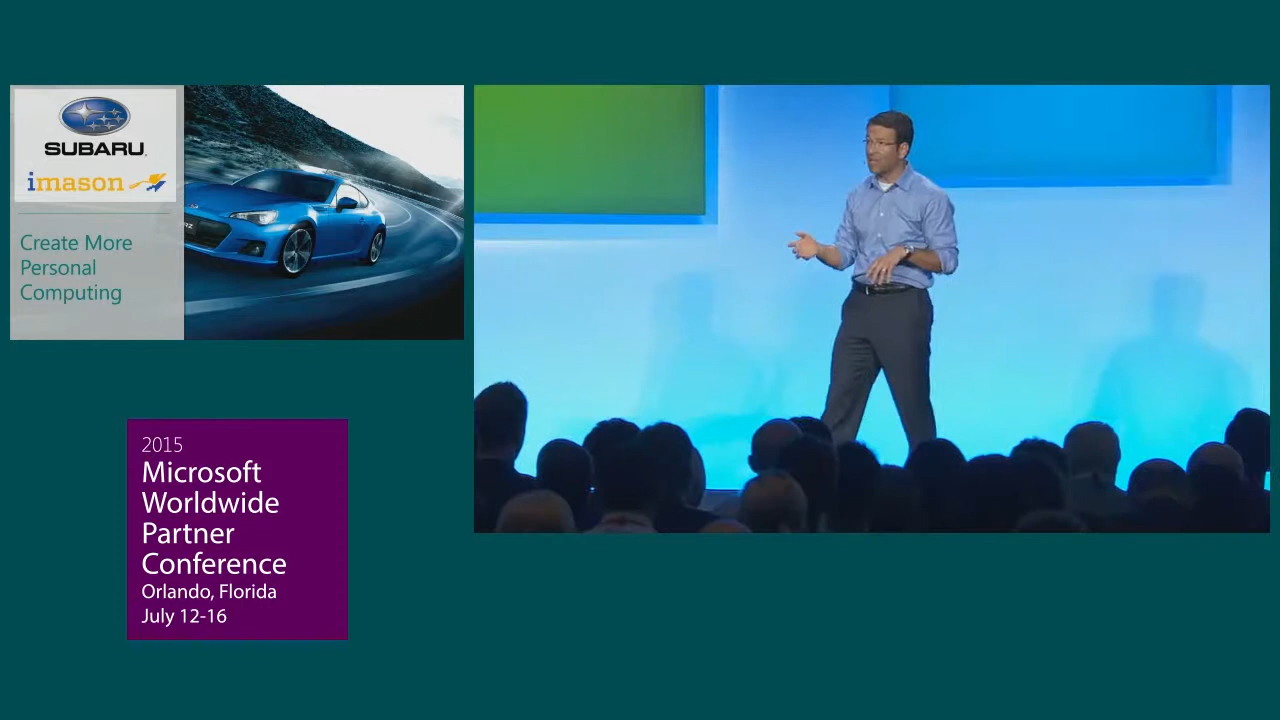 SUBARU
imason
Create More
Personal
Computing
2015
Microsoft
Worldwide
Partner
Conference
Orlando, Florida
July 12-16